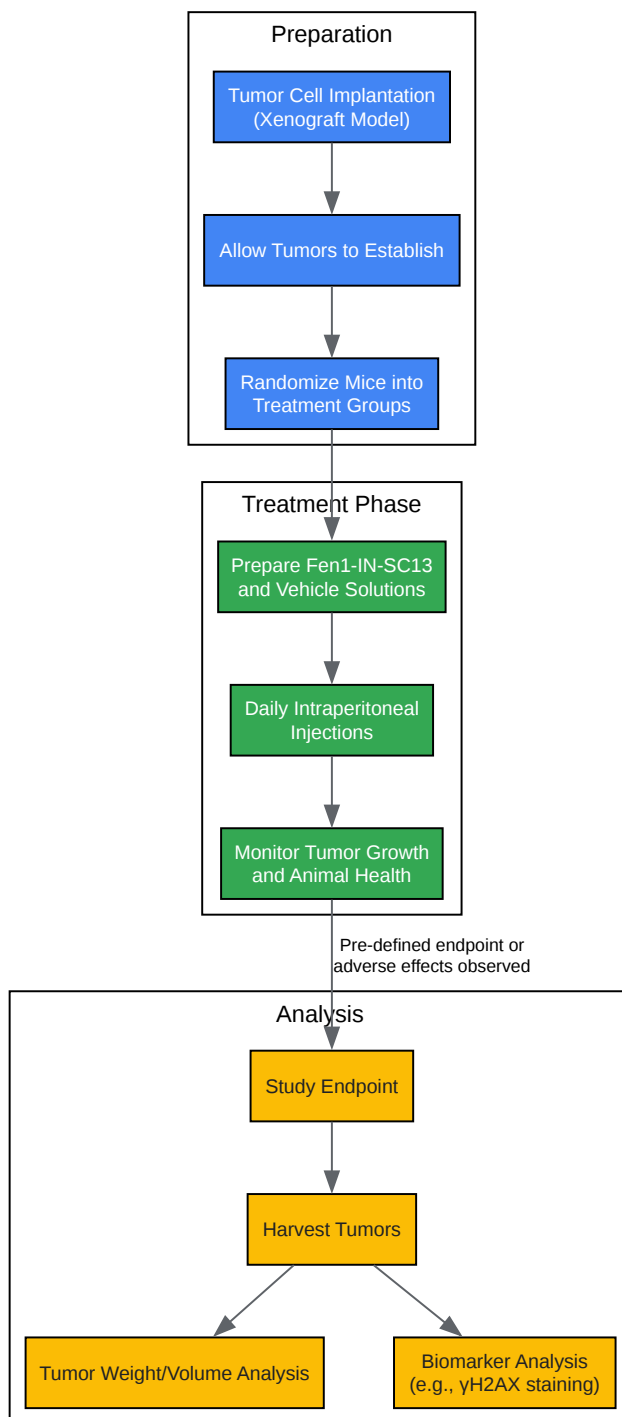 Preparation
Tumor Cell Implantation
(Xenograft Model)
Allow Tumors to Establish
Randomize Mice into
Treatment Groups
Treatment Phase
Prepare Fen1-IN-SC13
and Vehicle Solutions
Daily Intraperitoneal
Injections
Monitor Tumor Growth
and Animal Health
Pre-defined endpoint or
adverse effects observed
Analysis
Study Endpoint
Harvest Tumors
Tumor Weight/Volume Analysis
Biomarker Analysis
(e.g., γH2AX staining)